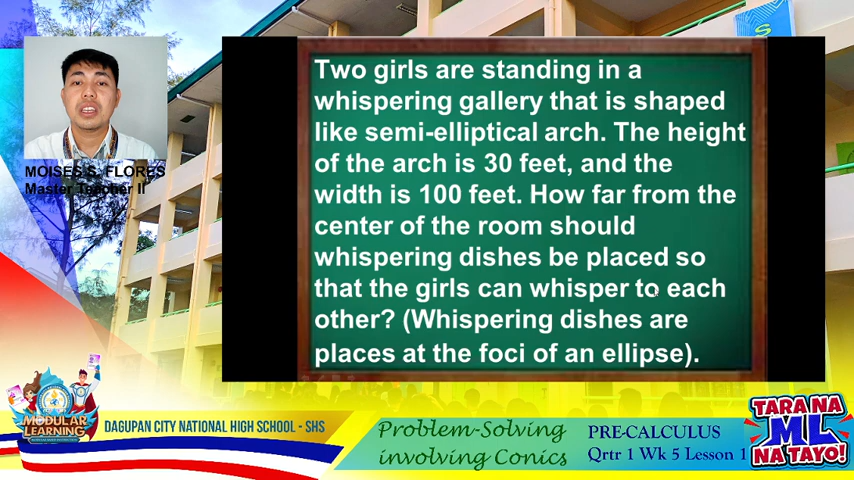 Two girls are standing in a
whispering gallery that is shaped
like semi-elliptical arch. The height
of the arch is 30 feet, and the
width is 100 feet. How far from the
center of the room should
whispering dishes be placed so
that the girls can whisper to each
other? (Whispering dishes are
places at the foci of an ellipse).
MOISES S. FLORES
Master Teacher II
MODULAR
LEARNING
DAGUPAN CITY NATIONAL HIGH SCHOOL - SHS
Problem-Solving
involving Conics
PRE-CALCULUS
Qrtr 1 Wk 5 Lesson 1
TARA NA
ML
NA TAYO!